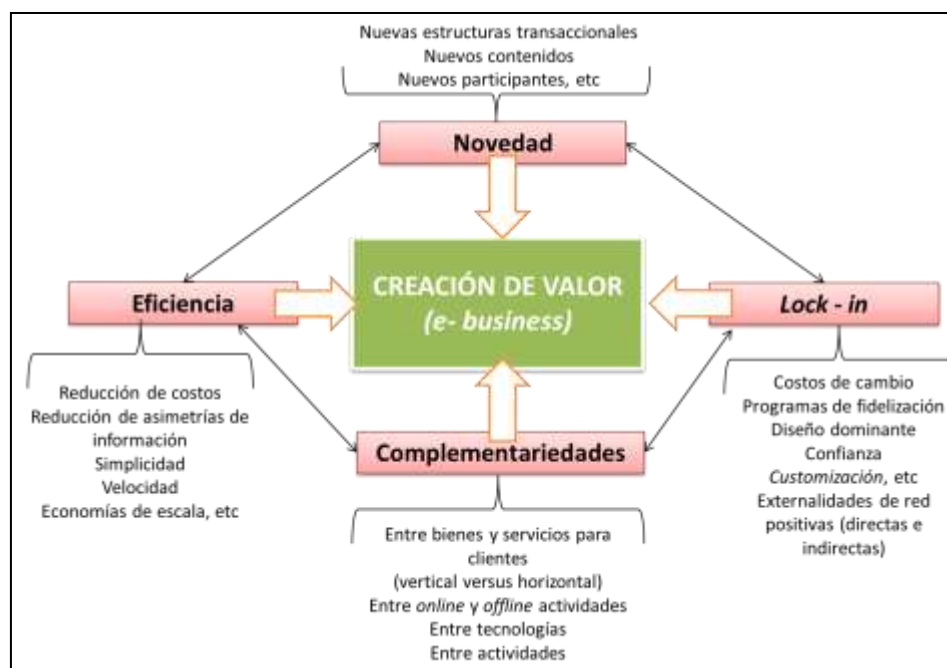 Nuevas estructuras transaccionales
Nuevos contenidos
Nuevos participantes, etc
Novedad
CREACIÓN DE VALOR
(e- business)
Eficiencia
Reducción de costos
Reducción de asimetrías de
información
Simplicidad
Velocidad
Economías de escala, etc
Lock - in
Costos de cambio
Programas de fidelización
Diseño dominante
Confianza
Customización, etc
Externalidades de red
positivas (directas e
indirectas)
Complementariedades
Entre bienes y servicios para
clientes
(vertical versus horizontal)
Entre online y offline actividades
Entre tecnologías
Entre actividades